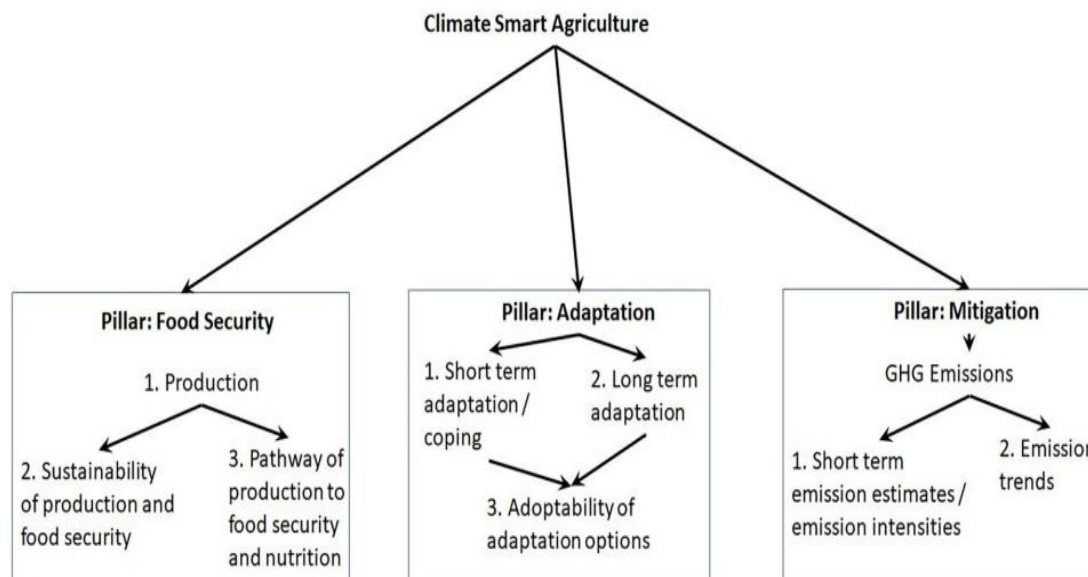 Climate Smart Agriculture
Pillar: Food Security
1. Production
2. Sustainability
of production and
food security
3. Pathway of
production to
food security
and nutrition
Pillar: Adaptation
1. Short term
adaptation /
coping
2. Long term
adaptation
3. Adoptability of
adaptation options
Pillar: Mitigation
GHG Emissions
1. Short term
emission estimates /
emission intensities
2. Emission
trends